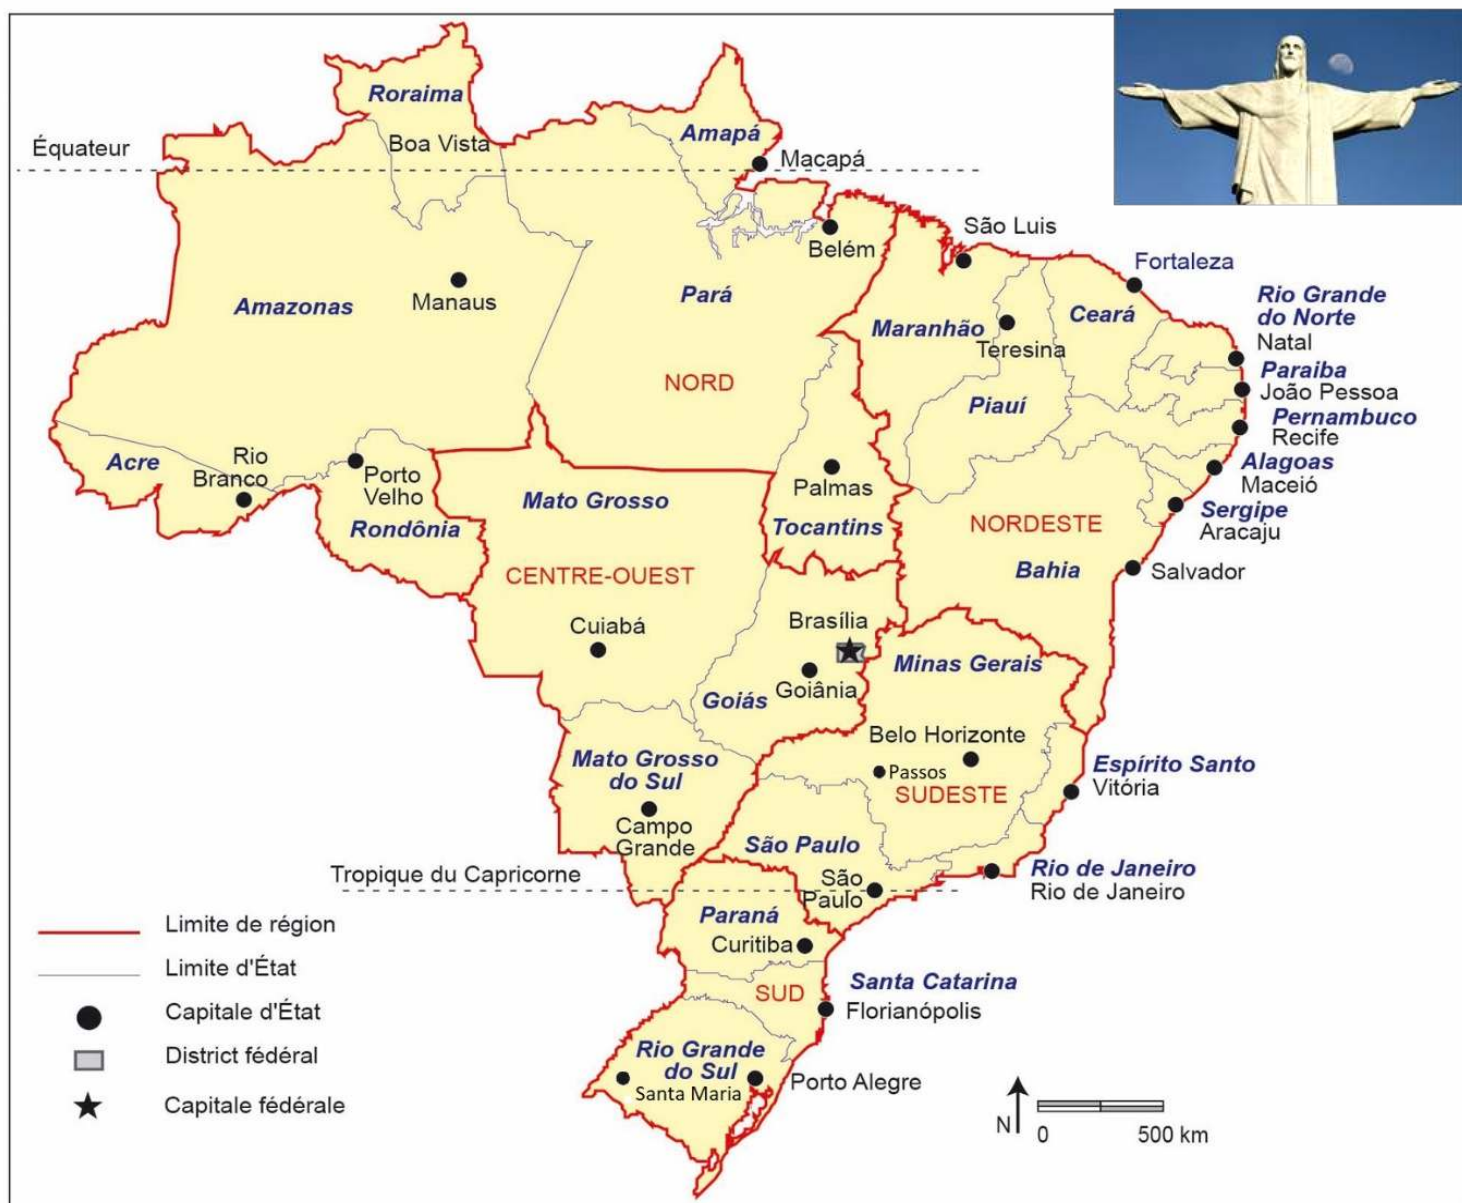 Roraima
Boa Vista
Amapá
Macapá
Équateur
São Luis
Belém
Fortaleza
Manaus
Amazonas
Pará
Rio Grande
do Norte
Natal
Maranhão
Ceará
Teresina
Paraiba
João Pessoa
NORD
Piauí
Pernambuco
Recife
Acre
Rio
Branco
Porto
Velho
Rondônia
Mato Grosso
Palmas
Tocantins
Alagoas
Maceió
NORDESTE
Sergipe
Aracaju
Bahia
Salvador
CENTRE-OUEST
Cuiabá
Brasília
Goiânia
Goiás
Minas Gerais
Belo Horizonte
Passos
SUDESTE
Mato Grosso
do Sul
Campo
Grande
Espírito Santo
Vitória
São Paulo
São
Paulo
Rio de Janeiro
Rio de Janeiro
Tropique du Capricorne
Paraná
Curitiba
SUD
Santa Catarina
Florianópolis
Rio Grande
do Sul
Santa Maria
Porto Alegre
Limite de région
Limite d'État
Capitale d'État
District fédéral
Capitale fédérale
N
0 500 km